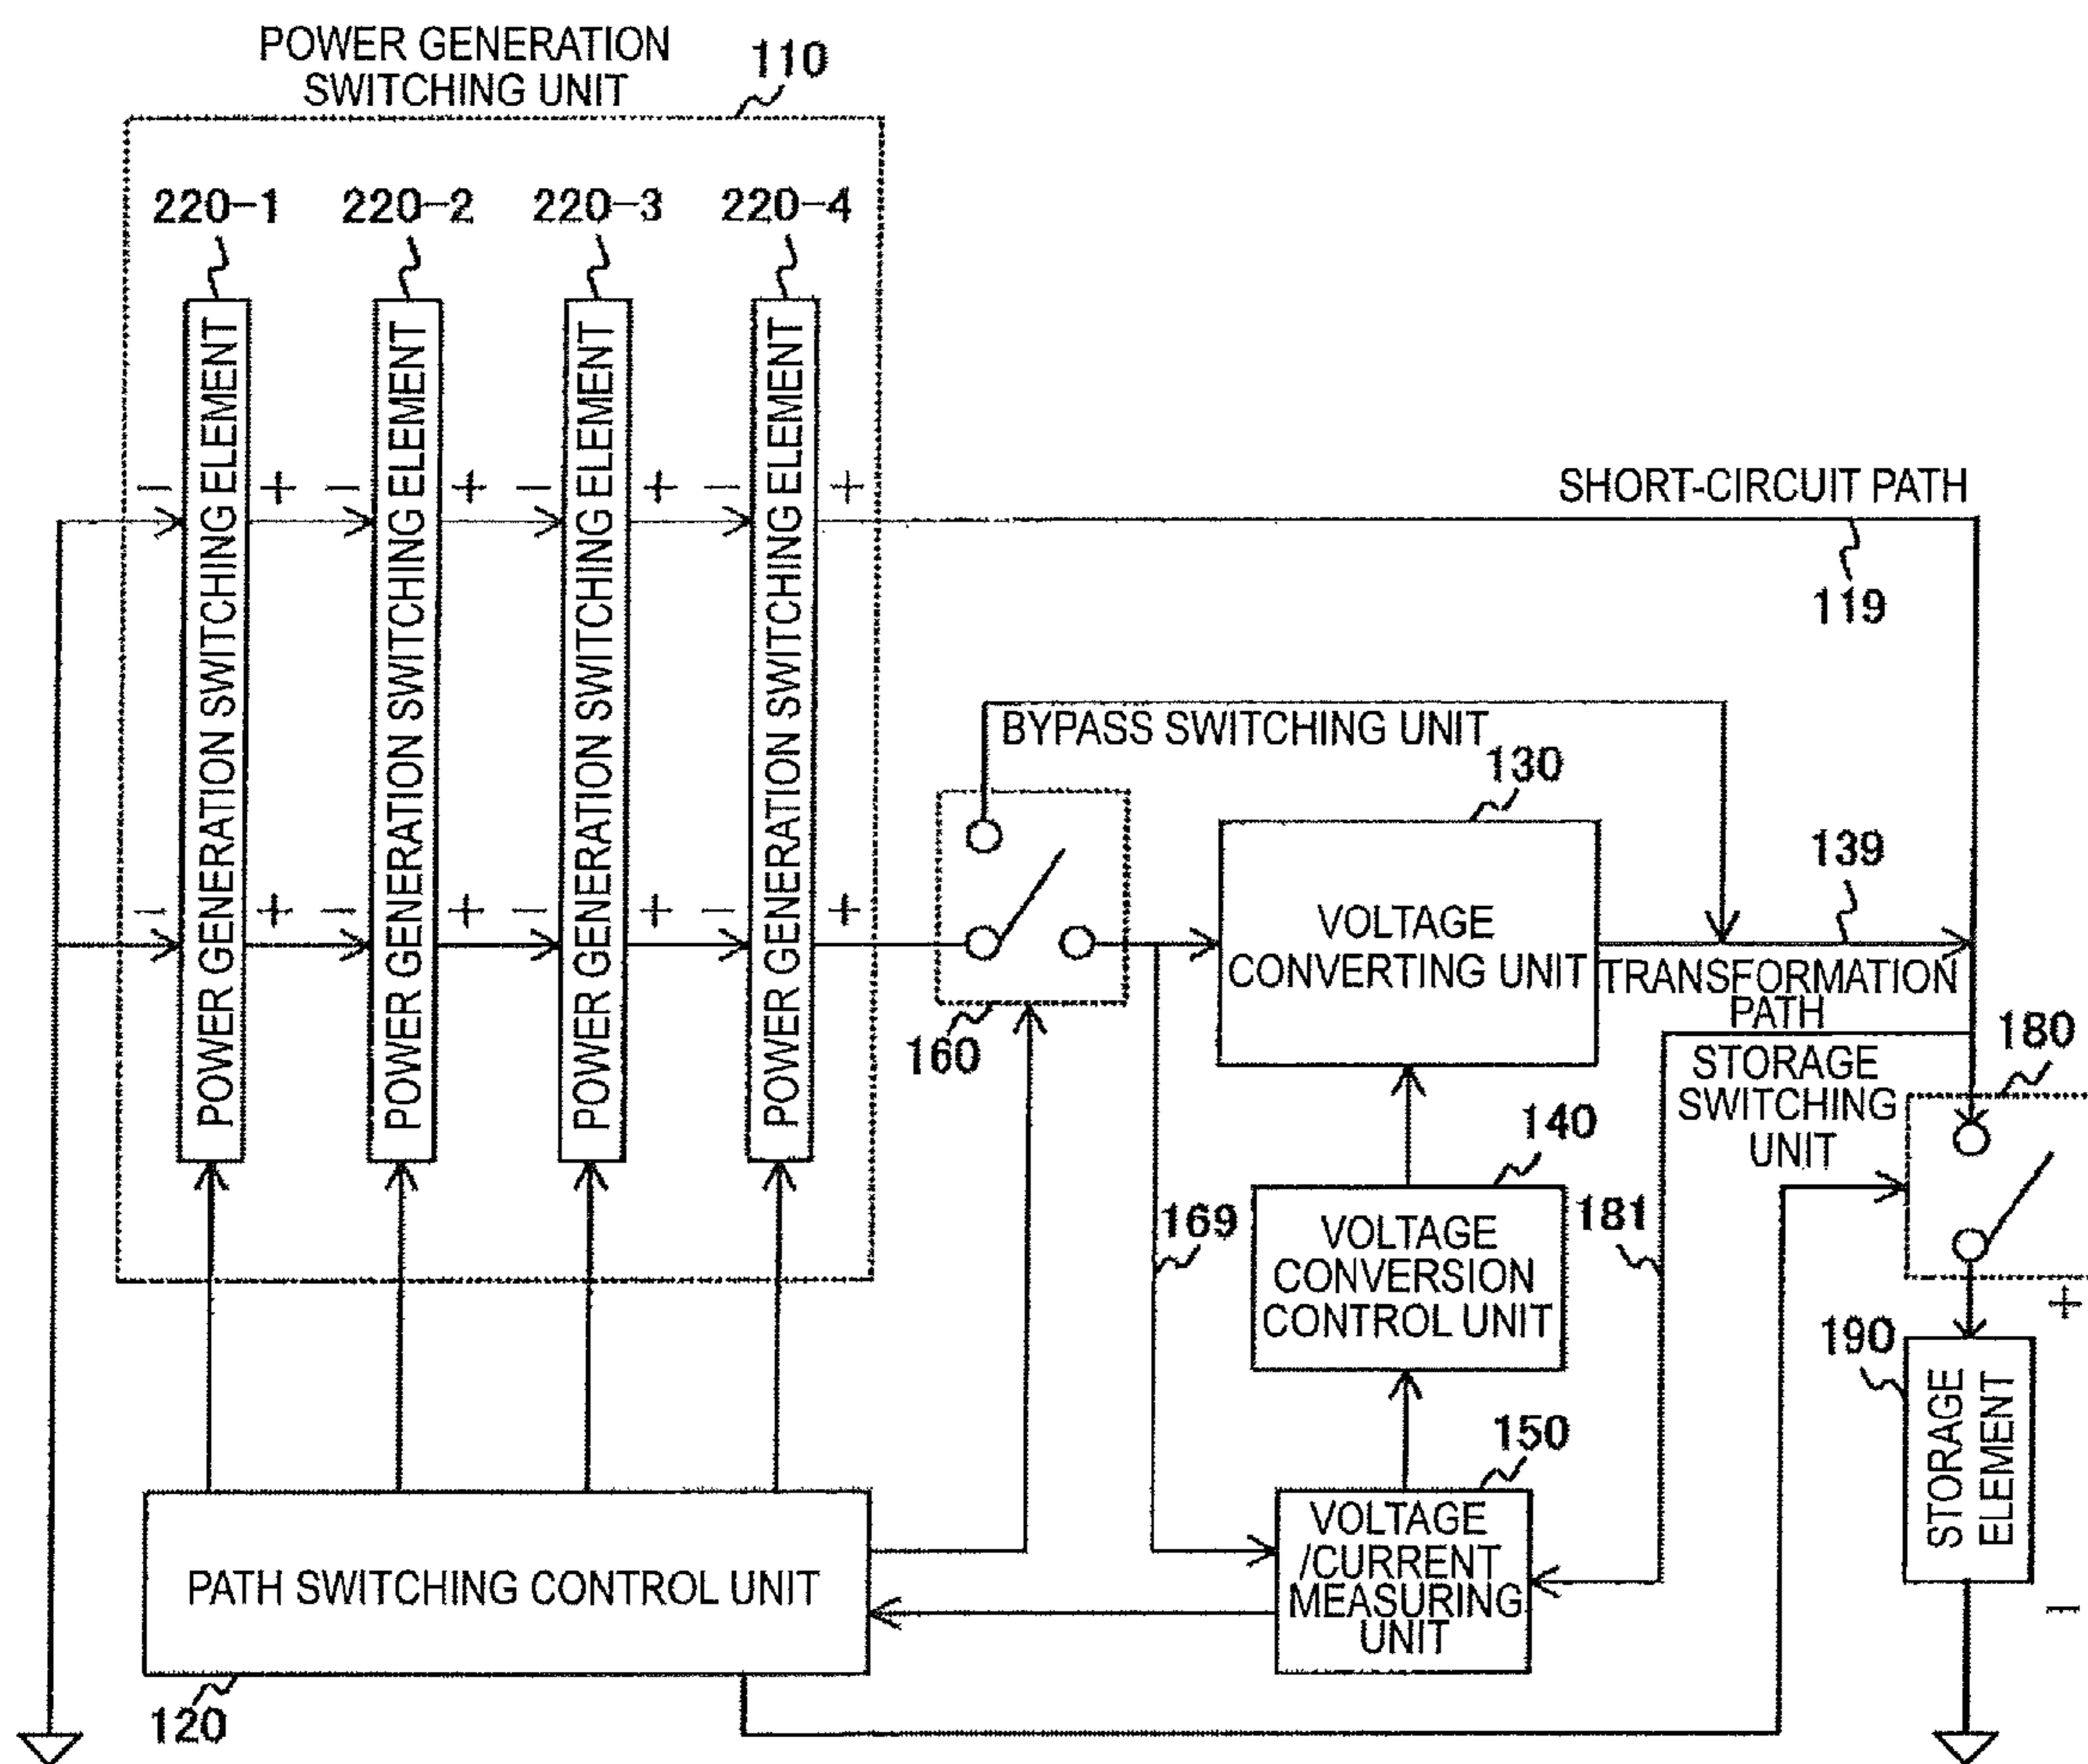 POWER GENERATION
SWITCHING UNIT
110
220-1
220-2
220-3
220-4
POWER GENERATION SWITCHING ELEMENT
POWER GENERATION SWITCHING ELEMENT
POWER GENERATION SWITCHING ELEMENT
POWER GENERATION SWITCHING ELEMENT
− + − + − + − +
SHORT-CIRCUIT PATH
119
BYPASS SWITCHING UNIT
130
139
− + − + − + − +
VOLTAGE
CONVERTING UNIT
TRANSFORMATION
PATH
160
180
STORAGE
SWITCHING
UNIT
140
169
VOLTAGE
CONVERSION
CONTROL UNIT
181
+
190
STORAGE
ELEMENT
−
150
VOLTAGE
/CURRENT
MEASURING
UNIT
PATH SWITCHING CONTROL UNIT
120